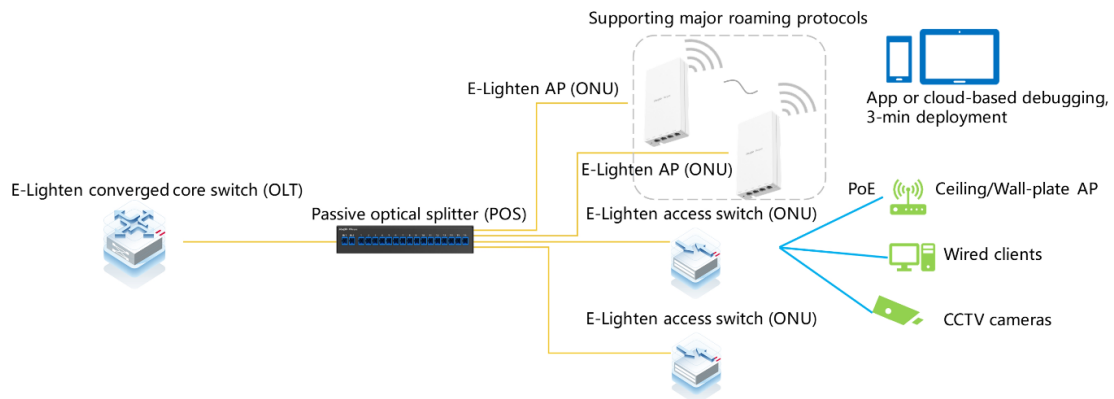 Supporting major roaming protocols
E-Lighten AP (ONU)
App or cloud-based debugging,
3-min deployment
E-Lighten AP (ONU)
E-Lighten converged core switch (OLT)
Passive optical splitter (POS)
E-Lighten access switch (ONU)
PoE
Ceiling/Wall-plate AP
Wired clients
E-Lighten access switch (ONU)
CCTV cameras